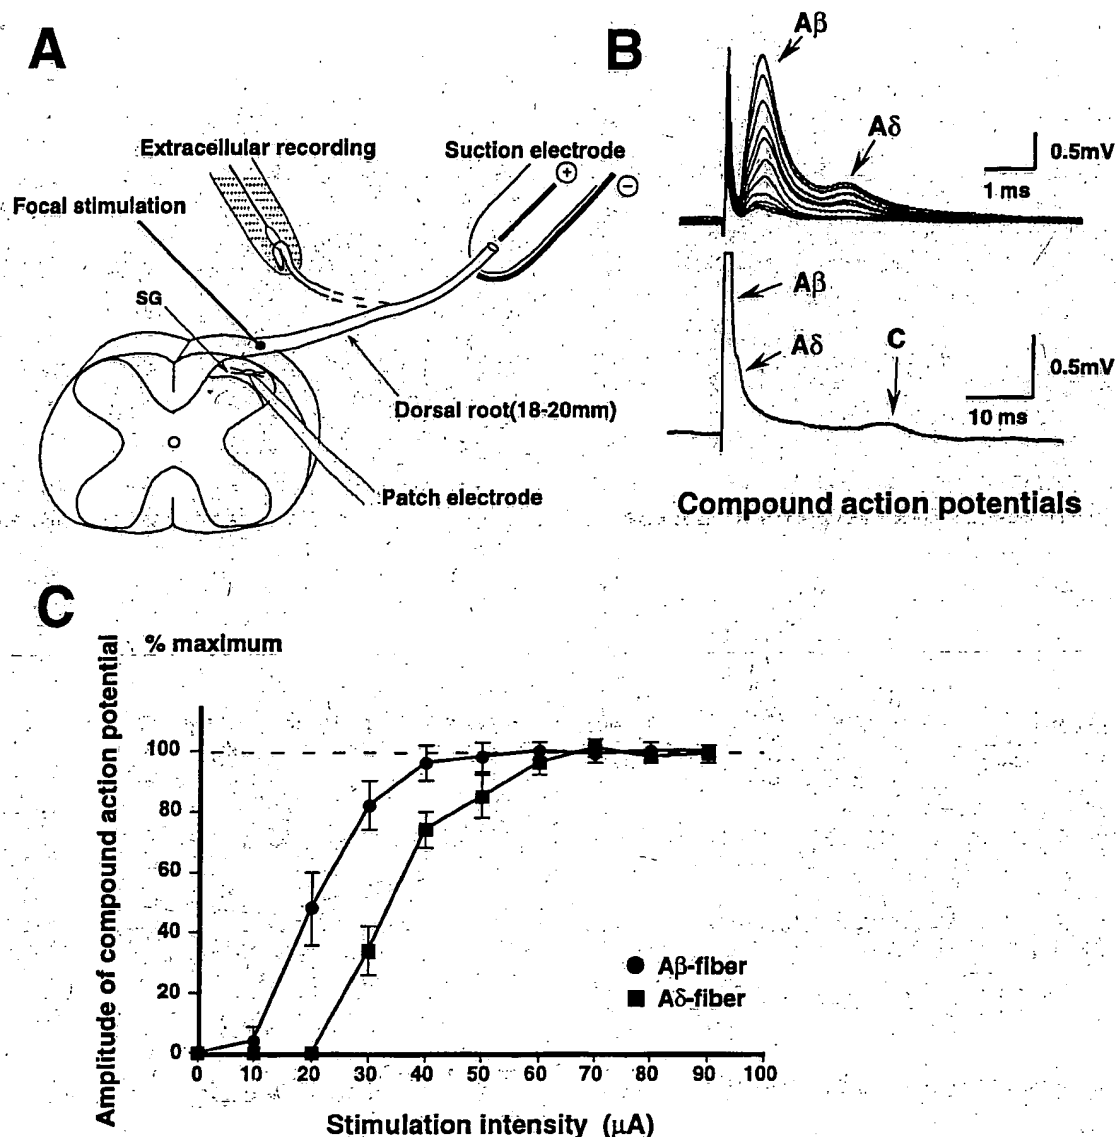 A
Extracellular recording
Suction electrode
+
−
Focal stimulation
SG
Dorsal root(18-20mm)
Patch electrode
B
Aβ
Aδ
0.5mV
1 ms
Aβ
Aδ
C
0.5mV
10 ms
Compound action potentials
C
% maximum
Amplitude of compound action potential
100
80
60
40
20
0
0 10 20 30 40 50 60 70 80 90 100
Aβ-fiber
Aδ-fiber
Stimulation intensity (μA)